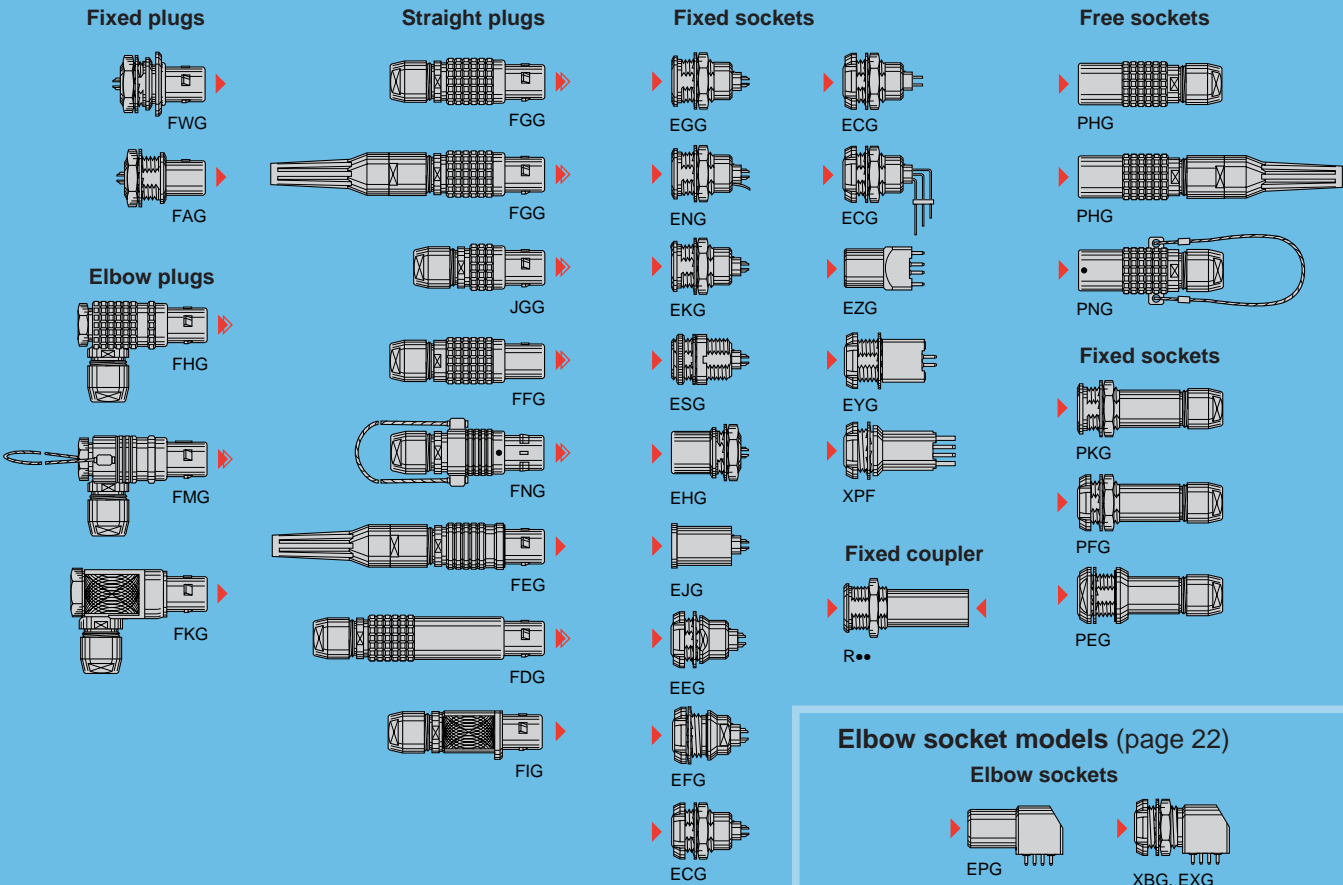 Fixed plugs
FWG
FAG
Elbow plugs
FHG
FMG
FKG
Straight plugs
FGG
FGG
JGG
FFG
FNG
FEG
FDG
FIG
Fixed sockets
EGG
ENG
EKG
ESG
EHG
EJG
EEG
EFG
ECG
ECG
ECG
EZG
EYG
XPF
Fixed coupler
R••
Free sockets
PHG
PHG
PNG
Fixed sockets
PKG
PFG
PEG
Elbow socket models (page 22)
Elbow sockets
EPG
XBG, EXG